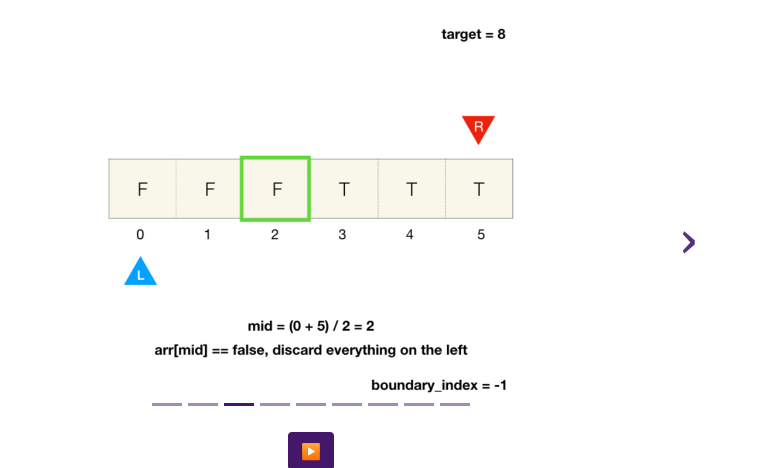 target = 8
R
F F F T T T
0 1 2 3 4 5
L
mid = (0 + 5) / 2 = 2
arr[mid] == false, discard everything on the left
boundary_index = -1